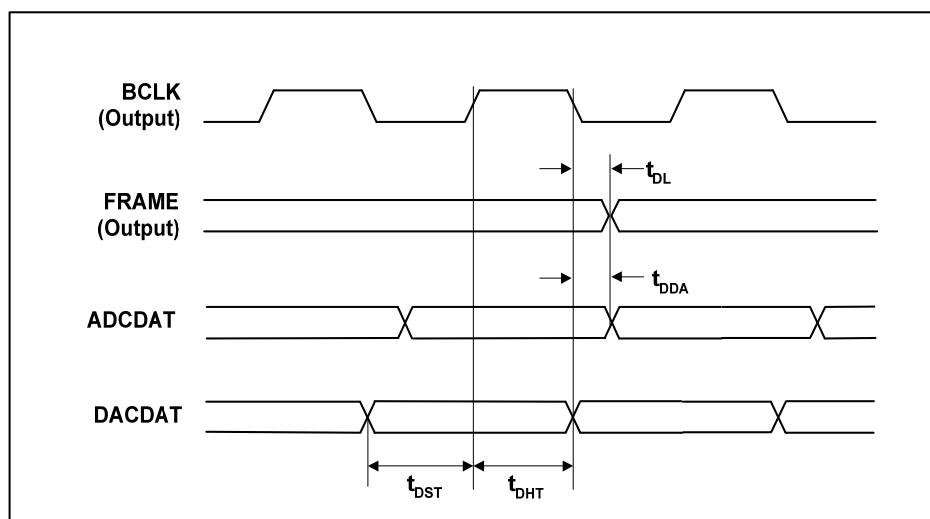 BCLK
(Output)
tDL
FRAME
(Output)
tDDA
ADCDAT
DACDAT
tDST
tDHT